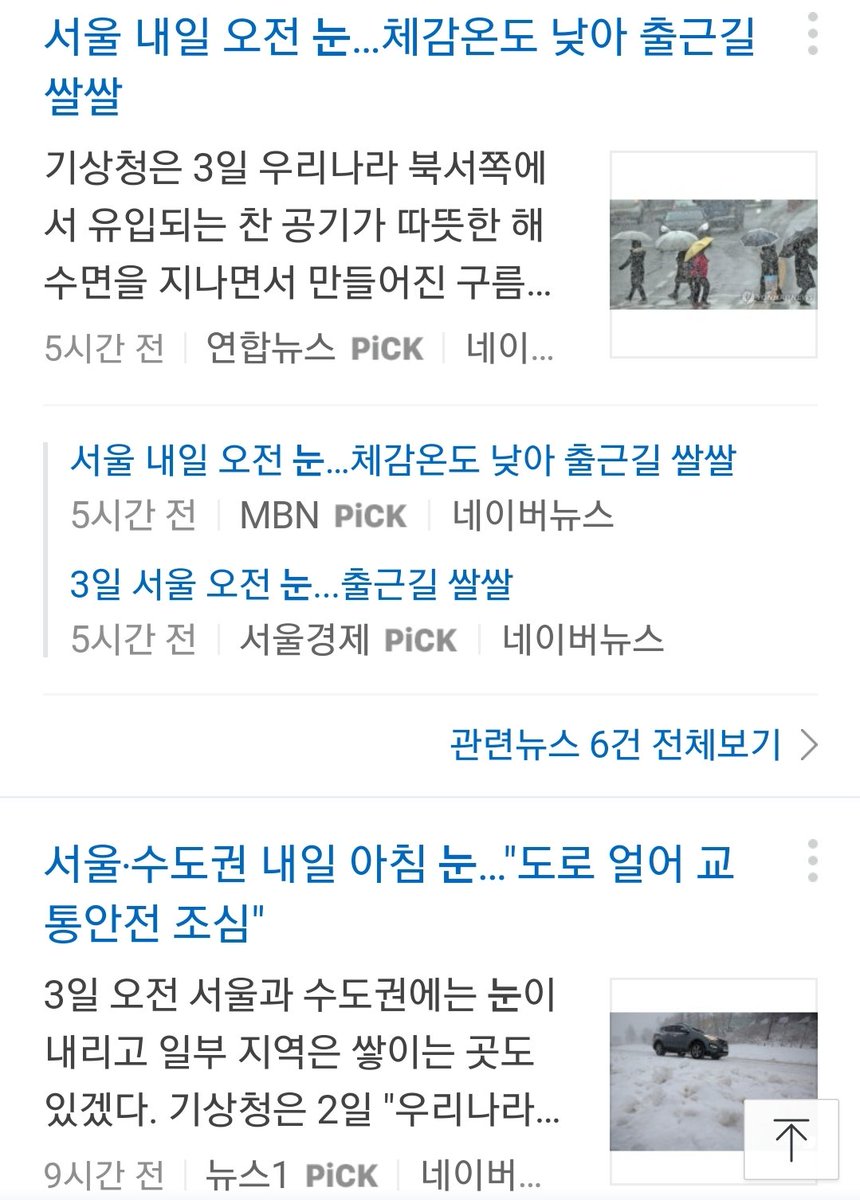 서울 내일 오전 눈...체감온도 낮아 출근길
쌀쌀
기상청은 3일 우리나라 북서쪽에
서 유입되는 찬 공기가 따뜻한 해
수면을 지나면서 만들어진 구름...
5시간 전 연합뉴스 PiCK 네이...
서울 내일 오전 눈...체감온도 낮아 출근길 쌀쌀
5시간 전 MBN PiCK 네이버뉴스
3일 서울 오전 눈...출근길 쌀쌀
5시간 전 서울경제 PiCK 네이버뉴스
관련뉴스 6건 전체보기
서울·수도권 내일 아침 눈..."도로 얼어 교
통안전 조심"
3일 오전 서울과 수도권에는 눈이
내리고 일부 지역은 쌓이는 곳도
있겠다. 기상청은 2일 "우리나라...
9시간 전 뉴스1 PiCK 네이버...